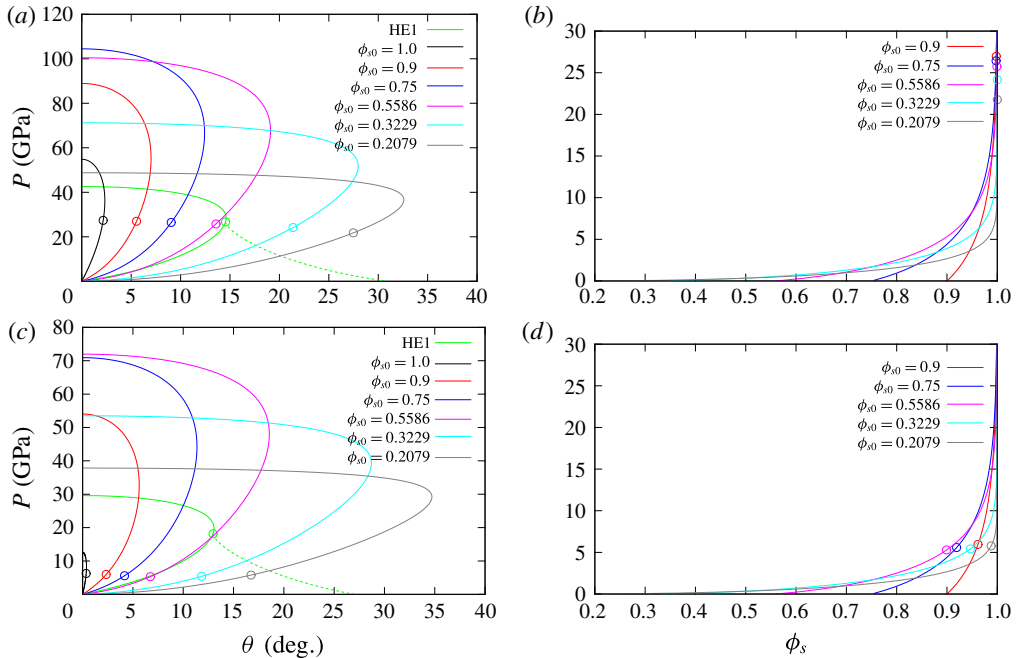 (a)
120
100
80
60
40
20
0
P (GPa)
HE1
ϕs0 = 1.0
ϕs0 = 0.9
ϕs0 = 0.75
ϕs0 = 0.5586
ϕs0 = 0.3229
ϕs0 = 0.2079
5 10 15 20 25 30 35 40
(b)
30
25
20
15
10
5
0
ϕs0 = 0.9
ϕs0 = 0.75
ϕs0 = 0.5586
ϕs0 = 0.3229
ϕs0 = 0.2079
0.2 0.3 0.4 0.5 0.6 0.7 0.8 0.9 1.0
(c)
80
70
60
50
40
30
20
10
0
P (GPa)
HE1
ϕs0 = 1.0
ϕs0 = 0.9
ϕs0 = 0.75
ϕs0 = 0.5586
ϕs0 = 0.3229
ϕs0 = 0.2079
5 10 15 20 25 30 35 40
θ (deg.)
(d)
30
25
20
15
10
5
0
ϕs0 = 0.9
ϕs0 = 0.75
ϕs0 = 0.5586
ϕs0 = 0.3229
ϕs0 = 0.2079
0.2 0.3 0.4 0.5 0.6 0.7 0.8 0.9 1.0
ϕs